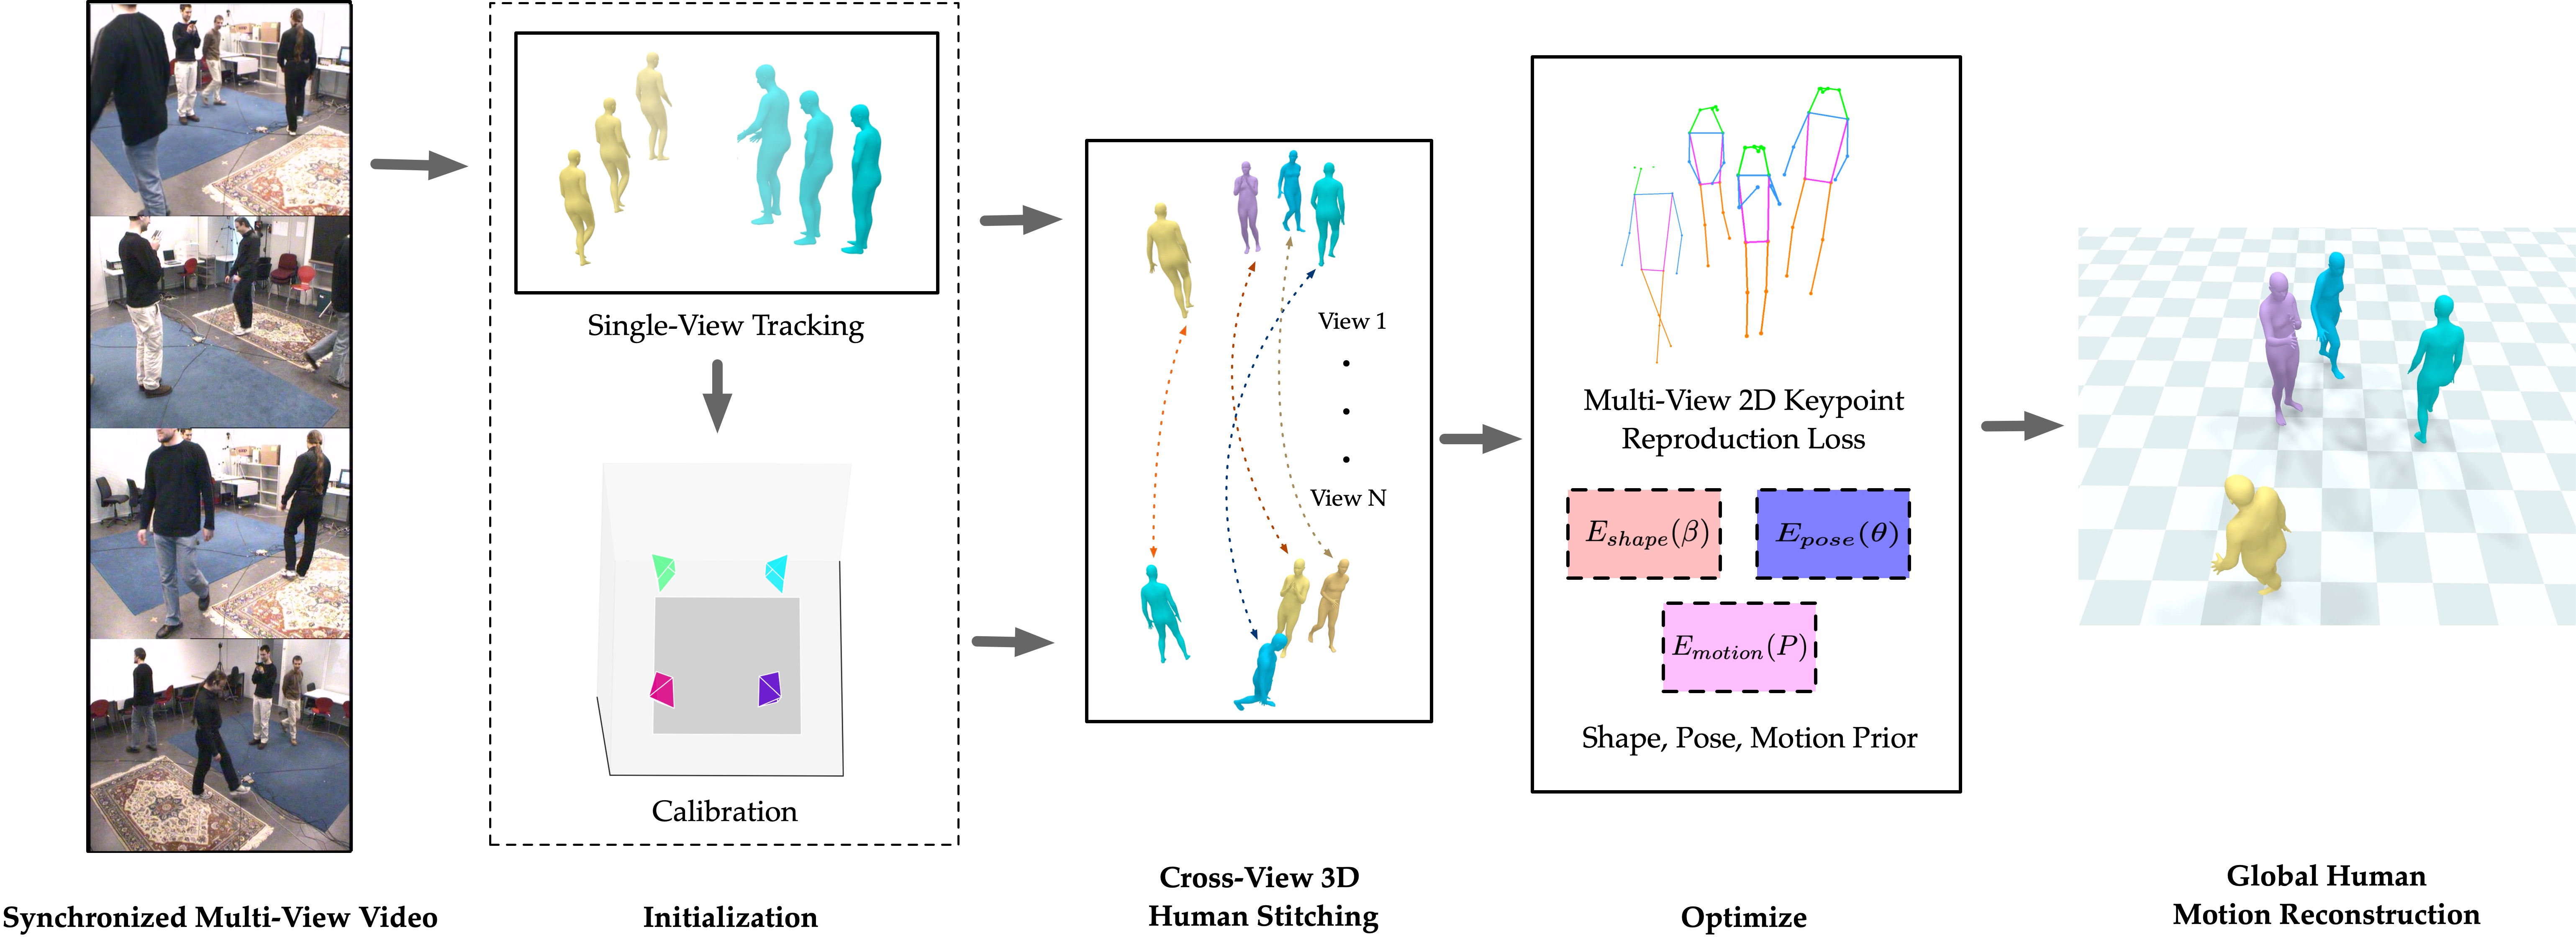 Single-View Tracking
Calibration
View 1
View N
Multi-View 2D Keypoint
Reproduction Loss
E_{shape}(β)
E_{pose}(θ)
E_{motion}(P)
Shape, Pose, Motion Prior
Synchronized Multi-View Video
Initialization
Cross-View 3D
Human Stitching
Optimize
Global Human
Motion Reconstruction